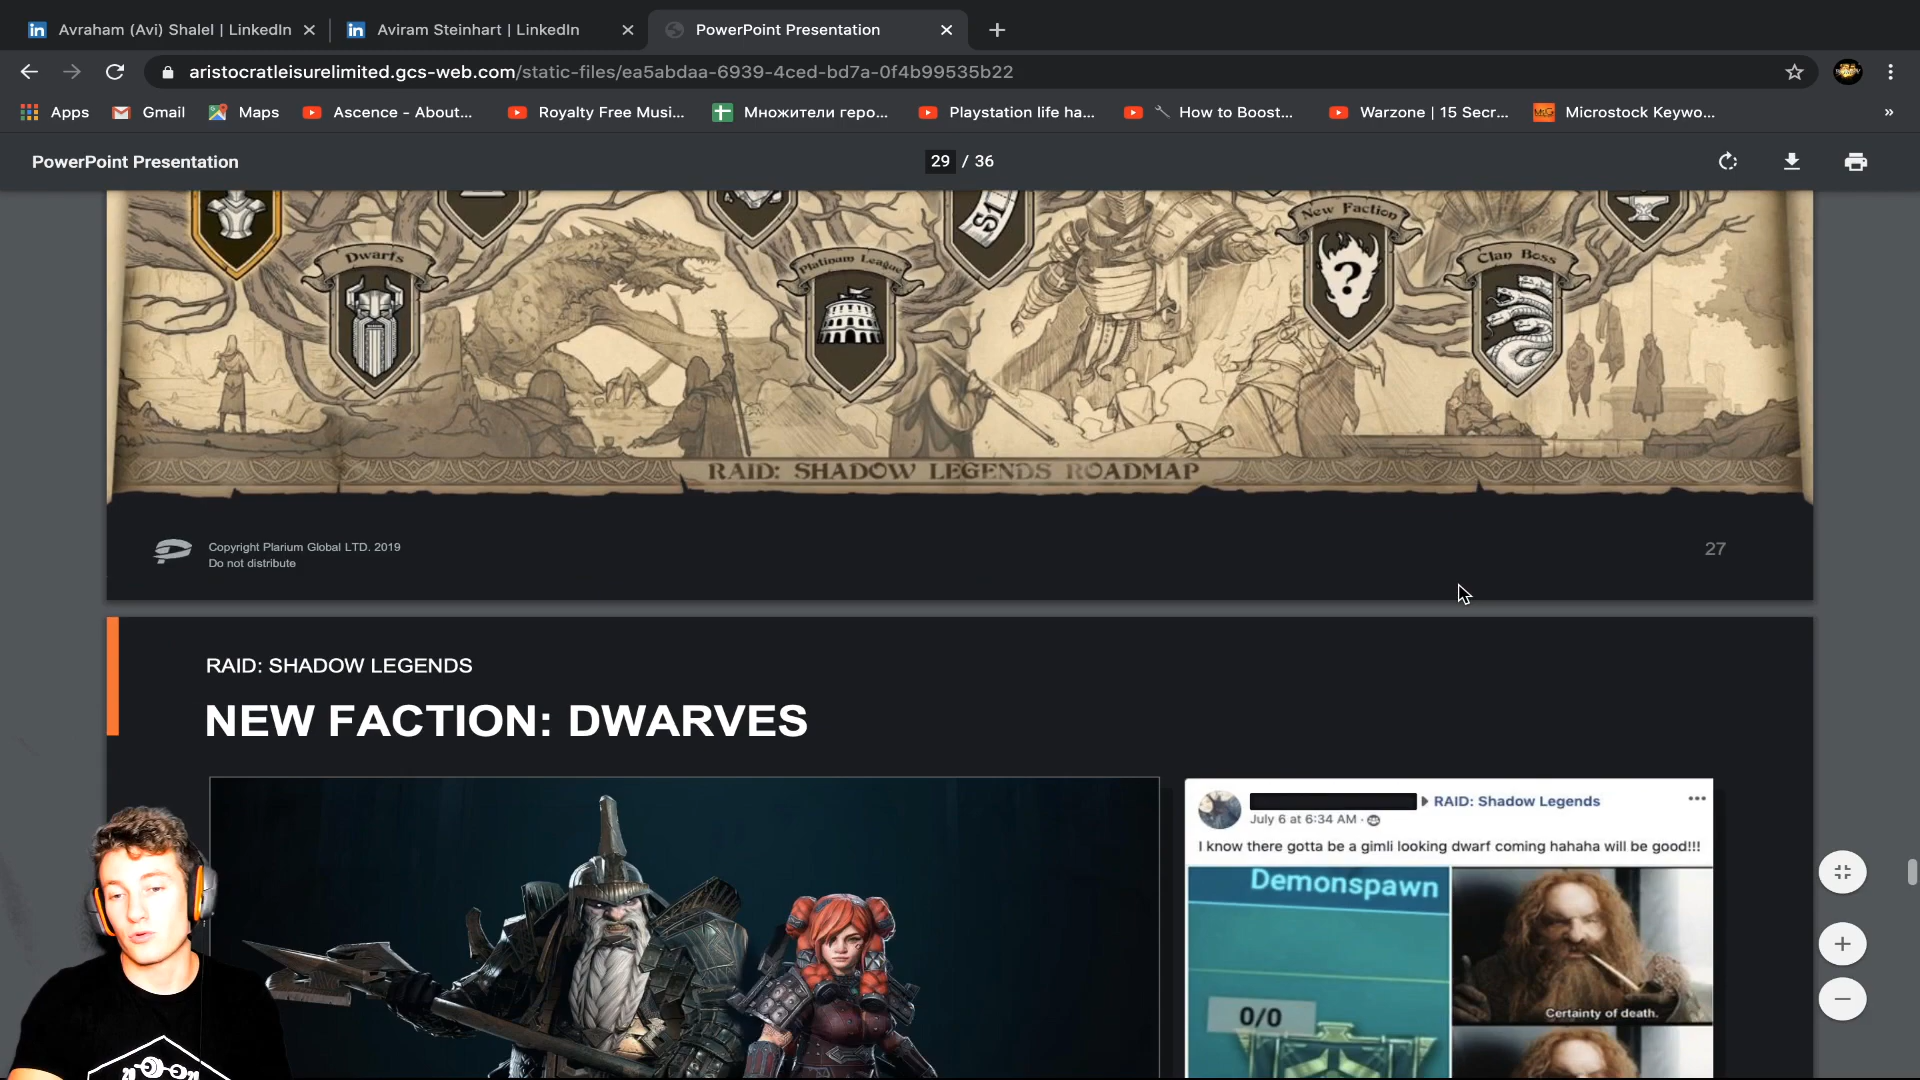 Avraham (Avi) Shalel | LinkedIn
Aviram Steinhart | LinkedIn
PowerPoint Presentation
aristocratleisurelimited.gcs-web.com/static-files/ea5abdaa-6939-4ced-bd7a-0f4b99535b22
Apps
Gmail
Maps
Ascence - About...
Royalty Free Musi...
Множители геро...
Playstation life ha...
How to Boost...
Warzone | 15 Secr...
Microstock Keywo...
»
PowerPoint Presentation
29 / 36
New Faction
Dwarfs
Platinum League
Clan Boss
RAID: SHADOW LEGENDS ROADMAP
Copyright Plarium Global LTD. 2019
Do not distribute
27
RAID: SHADOW LEGENDS
NEW FACTION: DWARVES
RAID: Shadow Legends
July 6 at 6:34 AM
I know there gotta be a gimli looking dwarf coming hahaha will be good!!!
Demonspawn
0/0
Certainty of death.